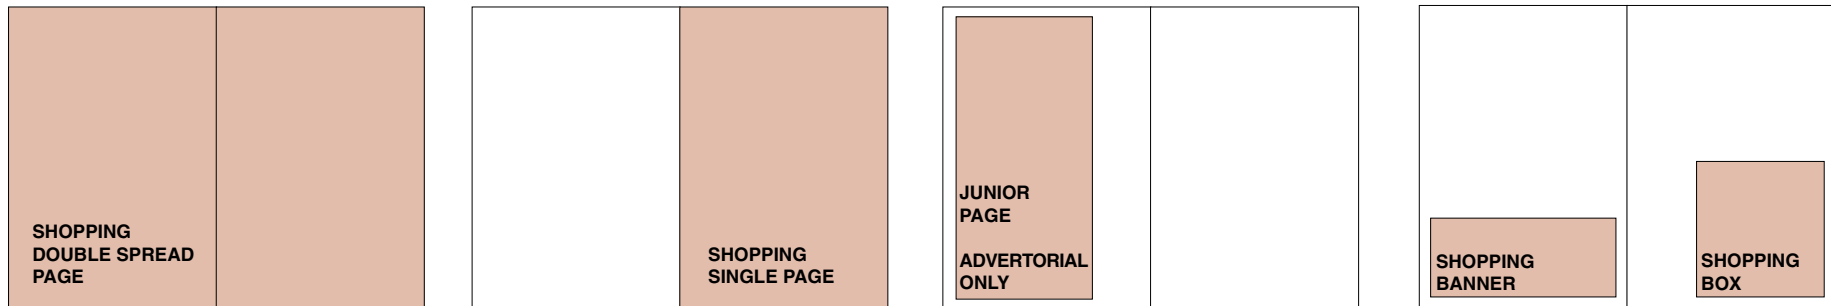 SHOPPING
DOUBLE SPREAD
PAGE
SHOPPING
SINGLE PAGE
JUNIOR
PAGE
ADVERTORIAL
ONLY
SHOPPING
BANNER
SHOPPING
BOX